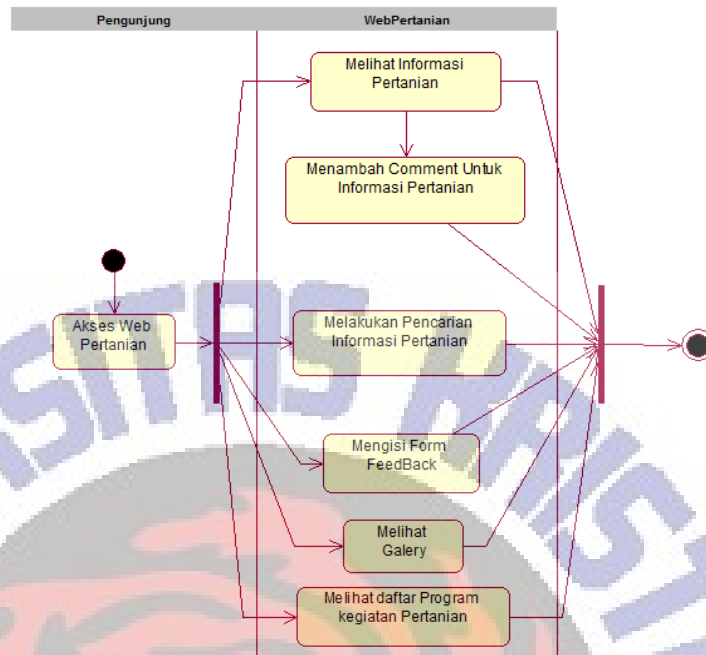 Pengunjung
WebPertanian
Melihat Informasi
Pertanian
Menambah Comment Untuk
Informasi Pertanian
Akses Web
Pertanian
Melakukan Pencarian
Informasi Pertanian
Mengisi Form
FeedBack
Melihat
Galery
Melihat daftar Program
kegiatan Pertanian